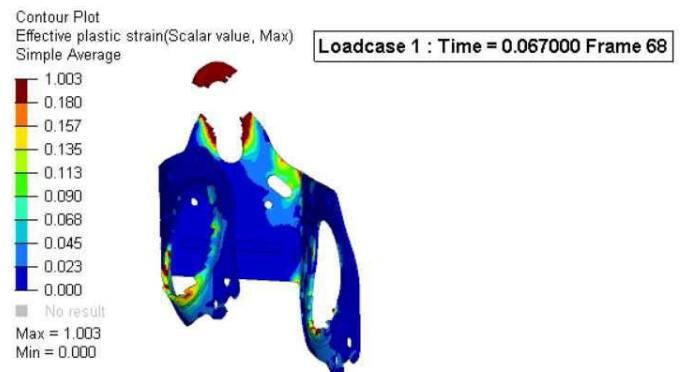 Contour Plot
Effective plastic strain(Scalar value, Max)
Simple Average
Loadcase 1 : Time = 0.067000 Frame 68
1.003
0.180
0.157
0.135
0.113
0.090
0.068
0.045
0.023
0.000
No result
Max = 1.003
Min = 0.000